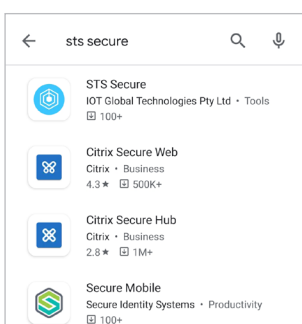 sts secure
STS Secure
IOT Global Technologies Pty Ltd • Tools
100+
Citrix Secure Web
Citrix • Business
4.3★ 500K+
Citrix Secure Hub
Citrix • Business
2.8★ 1M+
Secure Mobile
Secure Identity Systems • Productivity
100+